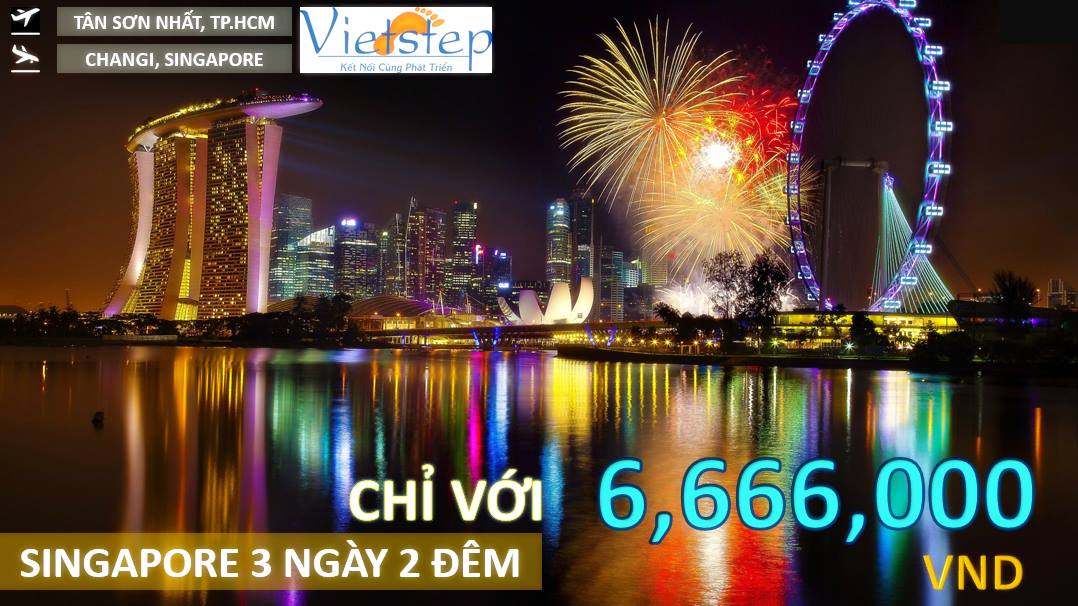 TÂN SƠN NHẤT, TP.HCM
CHANGI, SINGAPORE
Vietstep
Kết Nối Cùng Phát Triển
CHỈ VỚI
6,666,000
VND
SINGAPORE 3 NGÀY 2 ĐÊM